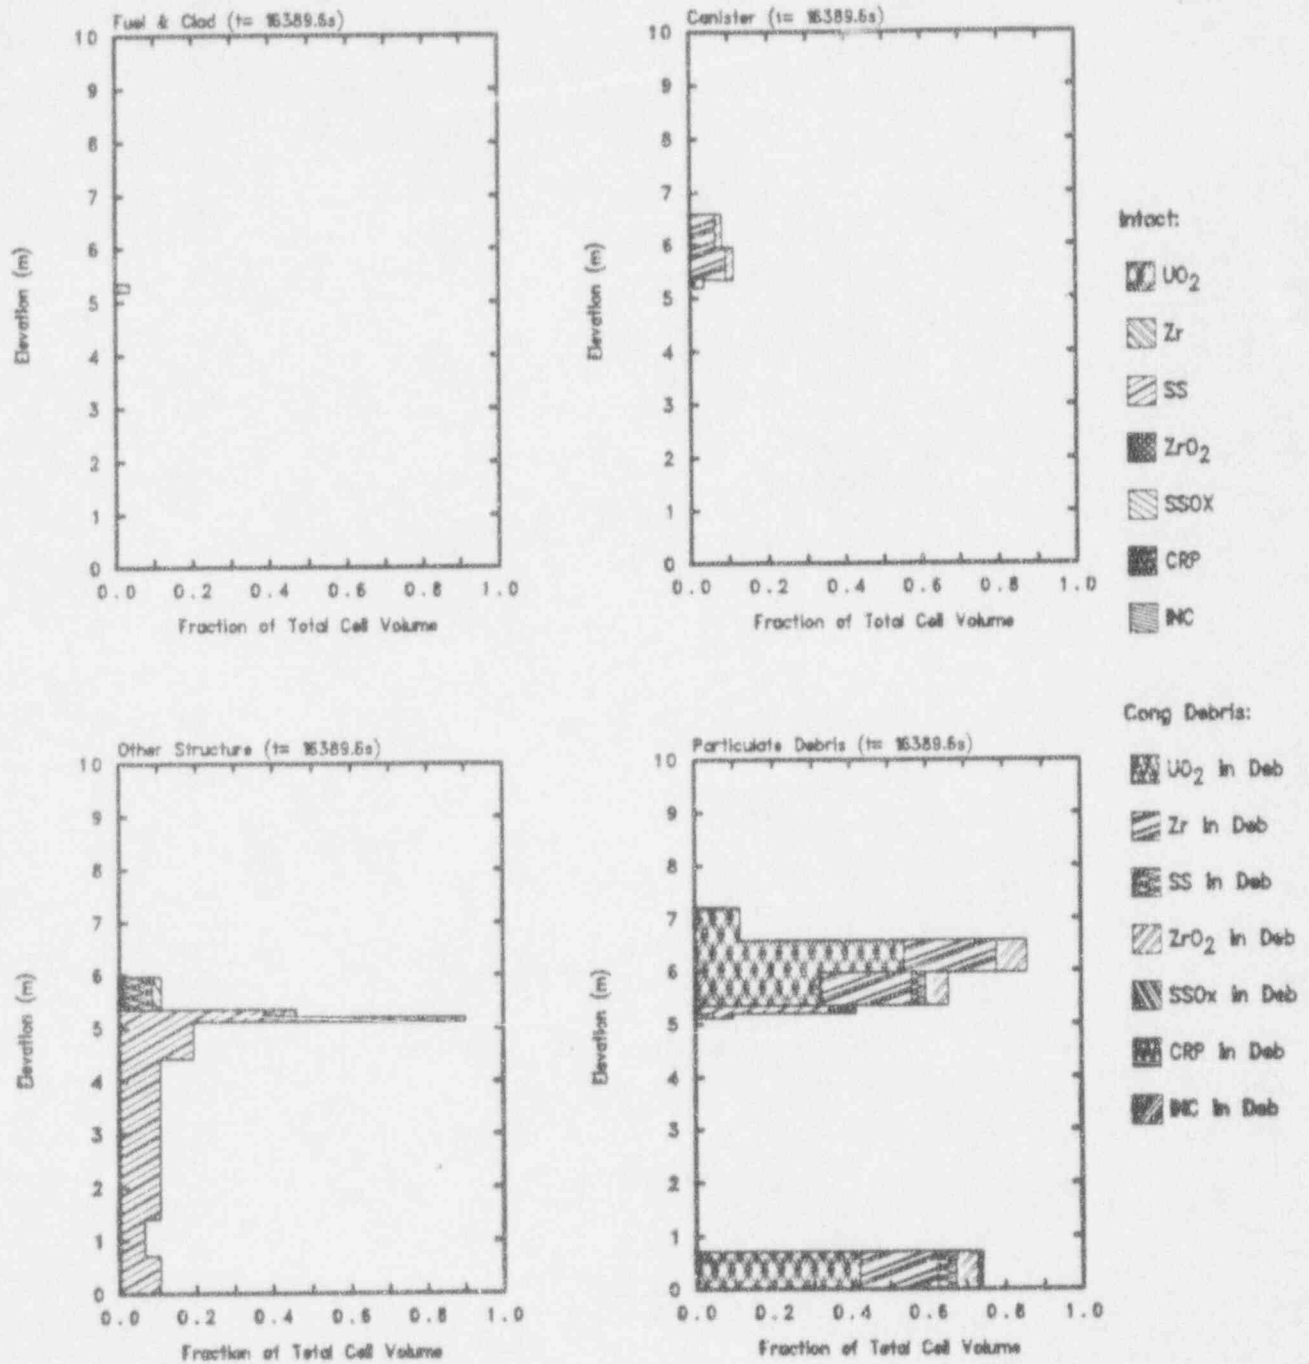 Fuel & Clad (t= 16389.6s)
10
9
8
7
6
5
4
3
2
1
0
Elevation (m)
0.0 0.2 0.4 0.6 0.8 1.0
Fraction of Total Cell Volume
Canister (t= 16389.6s)
10
9
8
7
6
5
4
3
2
1
0
Elevation (m)
0.0 0.2 0.4 0.6 0.8 1.0
Fraction of Total Cell Volume
Intact:
UO2
Zr
SS
ZrO2
SSOX
CRP
INC
Other Structure (t= 16389.6s)
10
9
8
7
6
5
4
3
2
1
0
Elevation (m)
0.0 0.2 0.4 0.6 0.8 1.0
Fraction of Total Cell Volume
Particulate Debris (t= 16389.6s)
10
9
8
7
6
5
4
3
2
1
0
Elevation (m)
0.0 0.2 0.4 0.6 0.8 1.0
Fraction of Total Cell Volume
Cong Debris:
UO2 In Deb
Zr In Deb
SS In Deb
ZrO2 In Deb
SSOx In Deb
CRP In Deb
INC In Deb